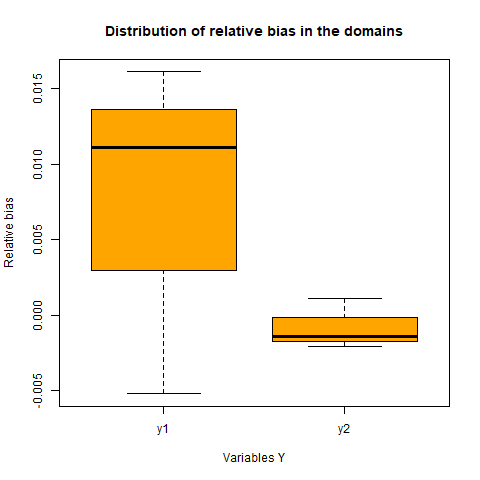 Distribution of relative bias in the domains
Relative bias
0.015
0.010
0.005
0.000
-0.005
y1
y2
Variables Y